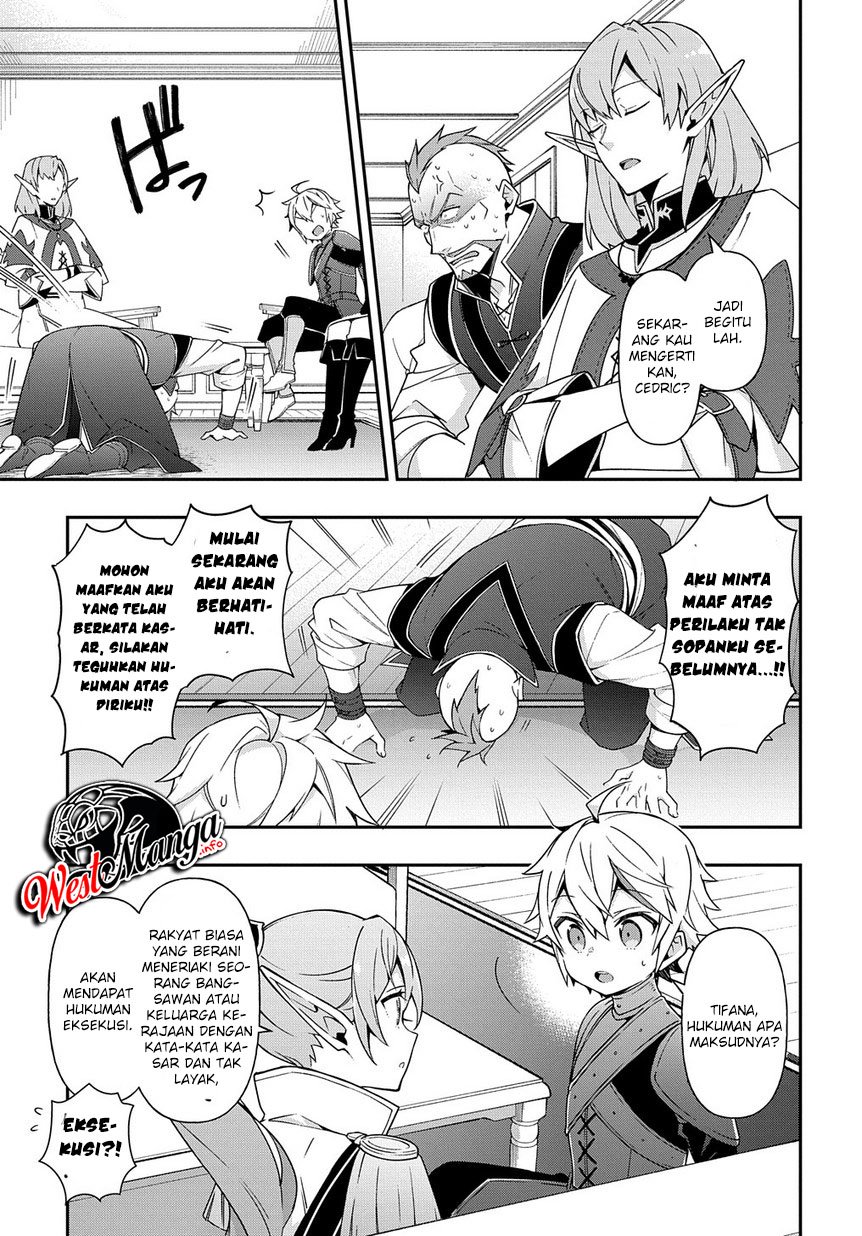 JADI
BEGITU
LAH.
SEKAR-
ANG KAU
MENGERTI
KAN,
CEDRIC?
ばっ
AKU MINTA
MAAF ATAS
PERILAKU TAK
SOPANKU SE-
BELUMNYA...!!
MULAI
SEKARANG
AKU AKAN
BERHATI-
HATI.
MOHON
MAAFKAN AKU
YANG TELAH
BERKATA KAS-
AR, SILAKAN
TEGUHKAN HU-
KUMAN ATAS
DIRIKU!!
WestManga
.info
TIFANA,
HUKUMAN APA
MAKSUDNYA?
RAKYAT BIASA
YANG BERANI
MENERIAKI SEO-
RANG BANG-
SAWAN ATAU
KELUARGA KE-
RAJAAN DENGAN
KATA-KATA KA-
SAR DAN TAK
LAYAK,
AKAN
MENDAPAT
HUKUMAN
EKSEKUSI.
EKSE-
KUSI?!